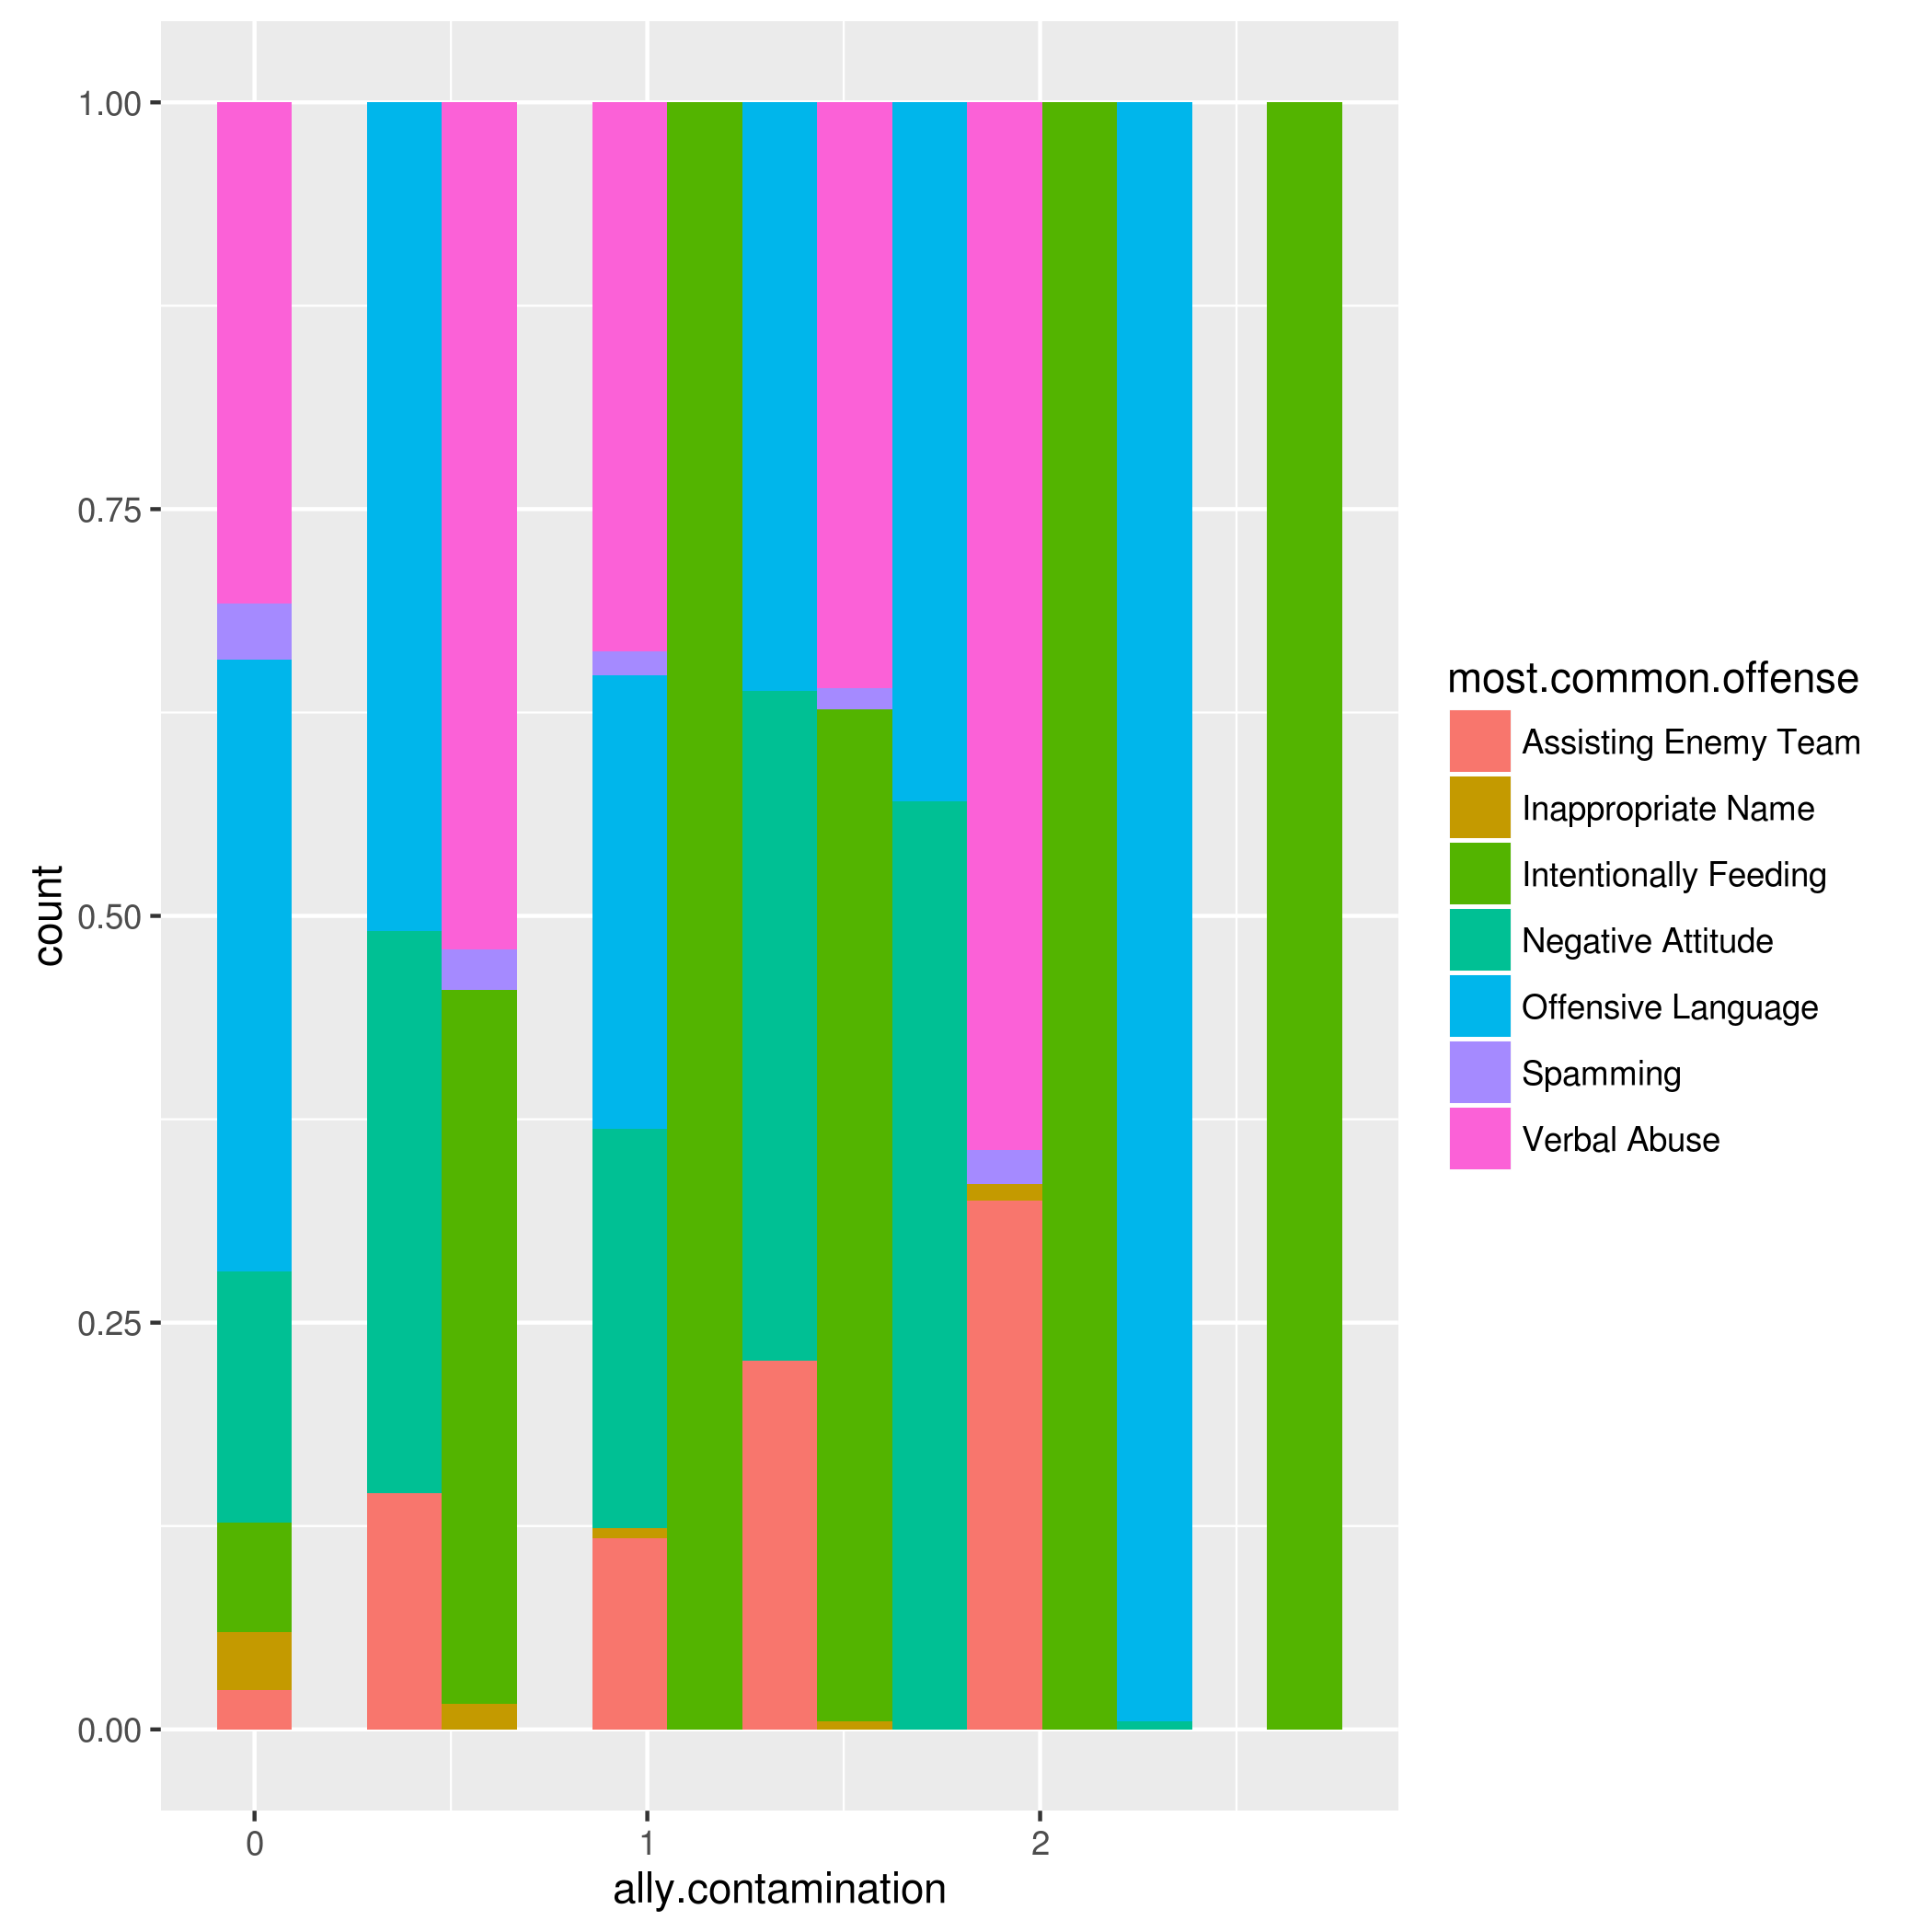 1.00
0.75
0.50
0.25
0.00
count
0
1
2
ally.contamination
most.common.offense
Assisting Enemy Team
Inappropriate Name
Intentionally Feeding
Negative Attitude
Offensive Language
Spamming
Verbal Abuse